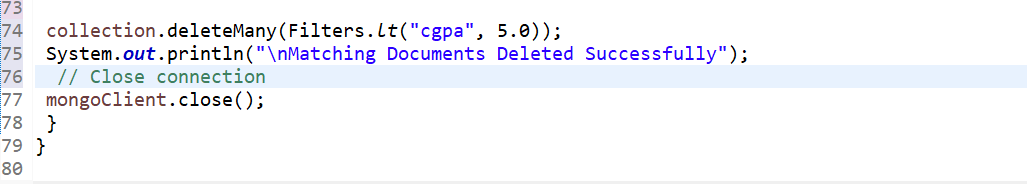 73
74 collection.deleteMany(Filters.lt("cgpa", 5.0));
75 System.out.println("\nMatching Documents Deleted Successfully");
76 // Close connection
77 mongoClient.close();
78 }
79 }
80